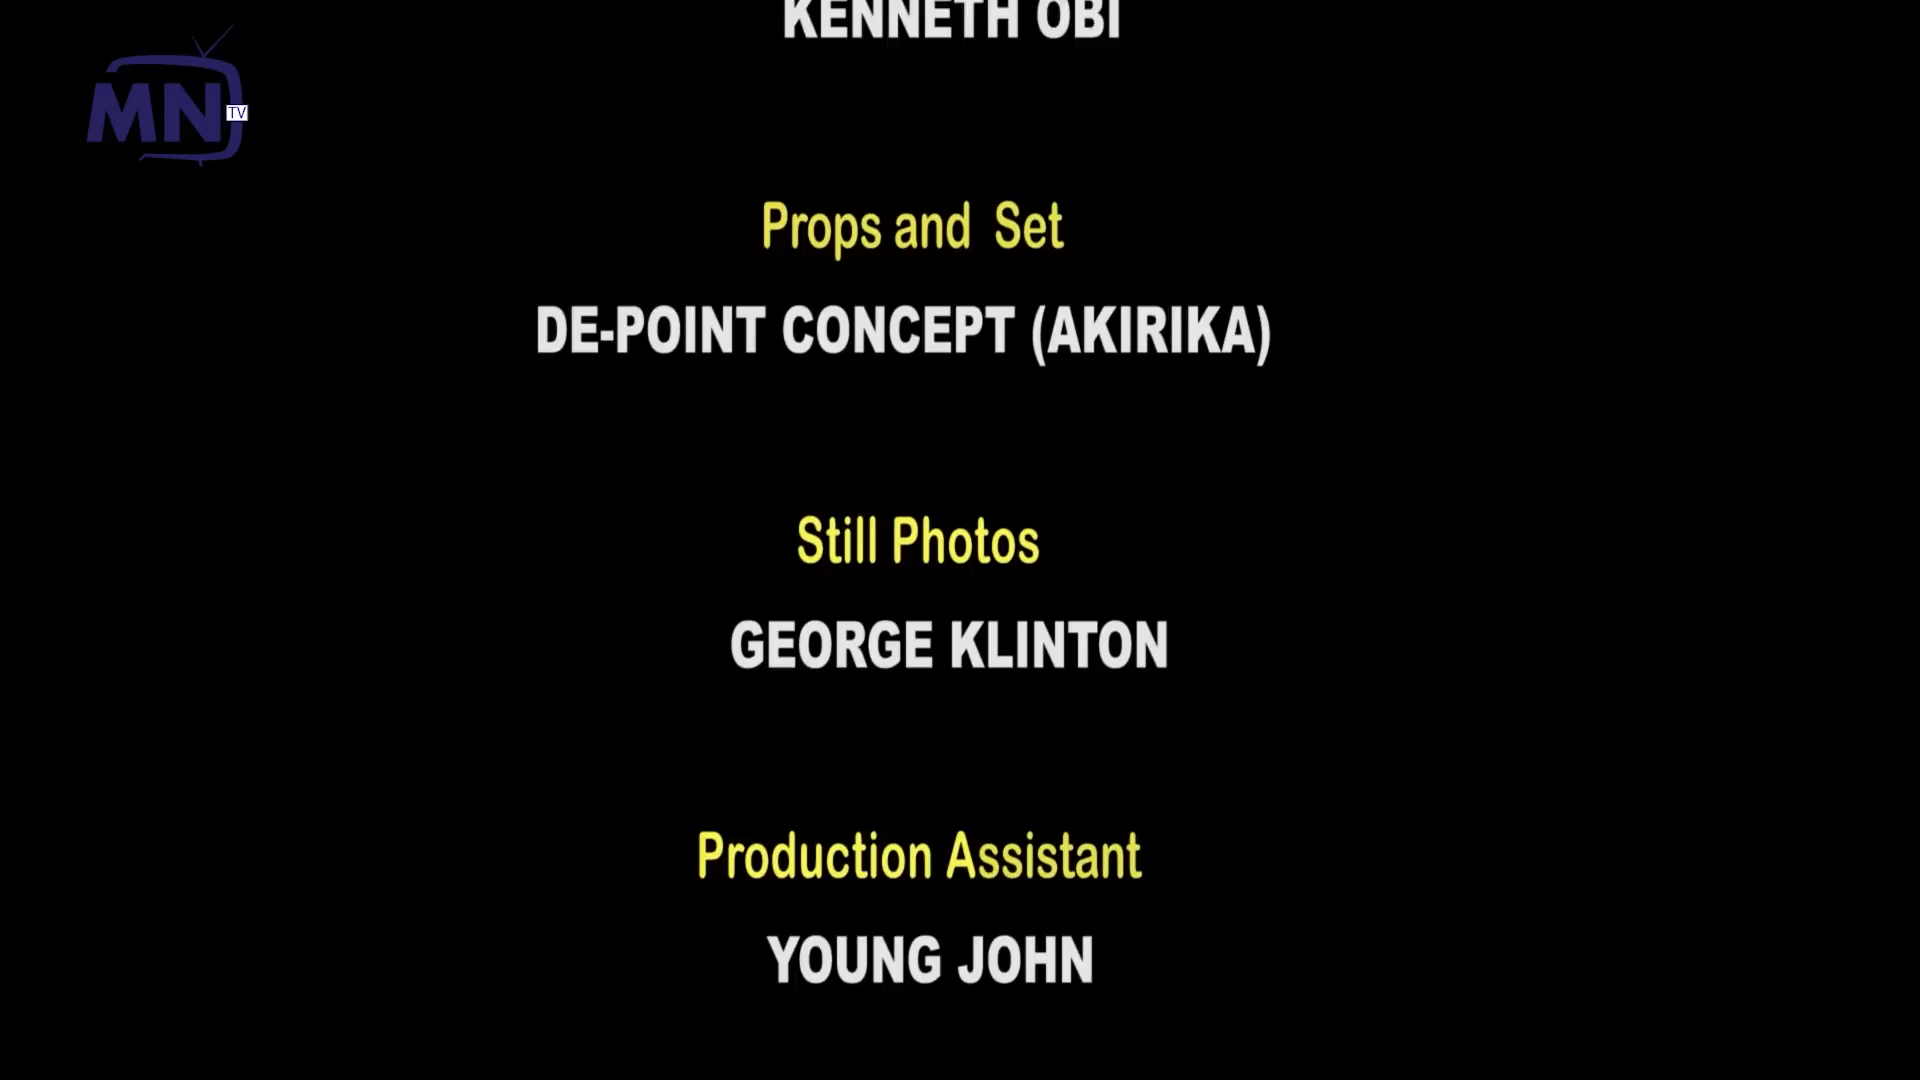 KENNETH OBI
MN
TV
Props and Set
DE-POINT CONCEPT (AKIRIKA)
Still Photos
GEORGE KLINTON
Production Assistant
YOUNG JOHN